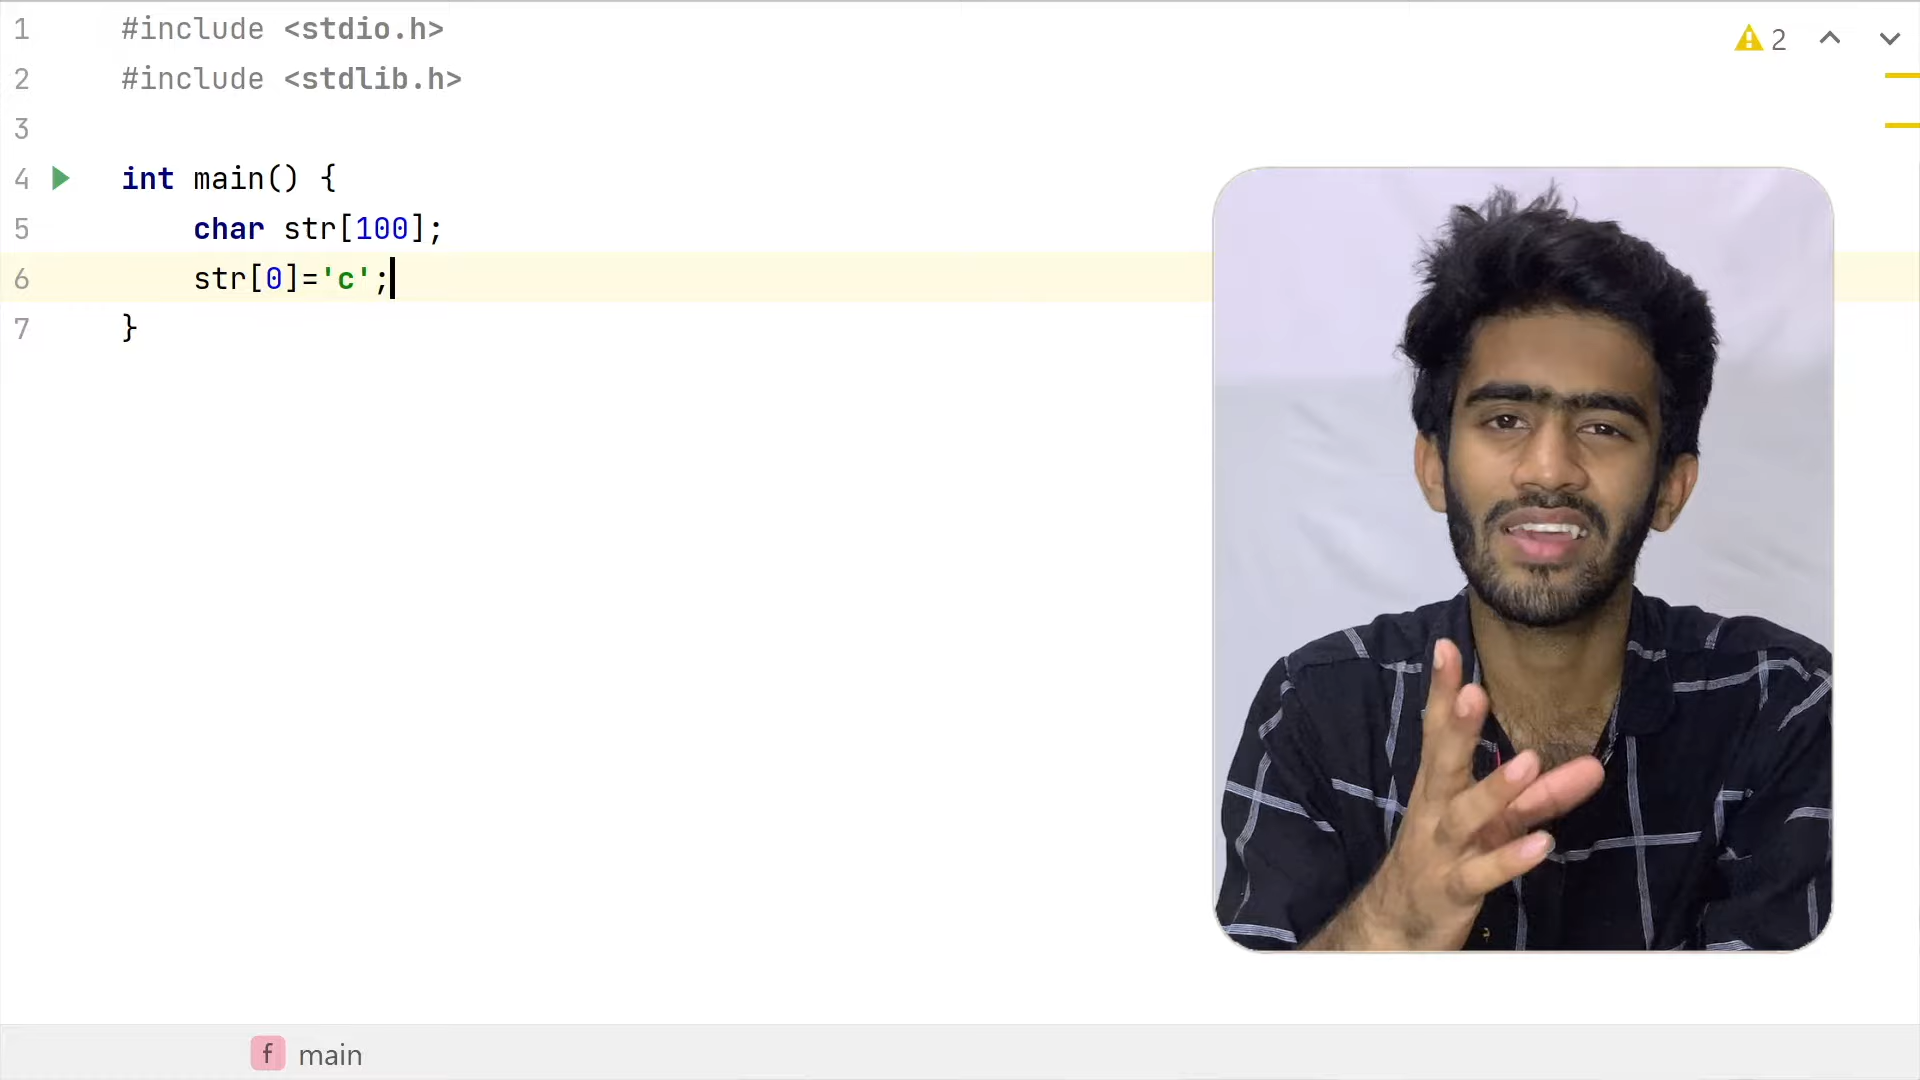 1 #include <stdio.h>
2 #include <stdlib.h>
3
4 int main() {
5 char str[100];
6 str[0]='c';
7 }
2
f main